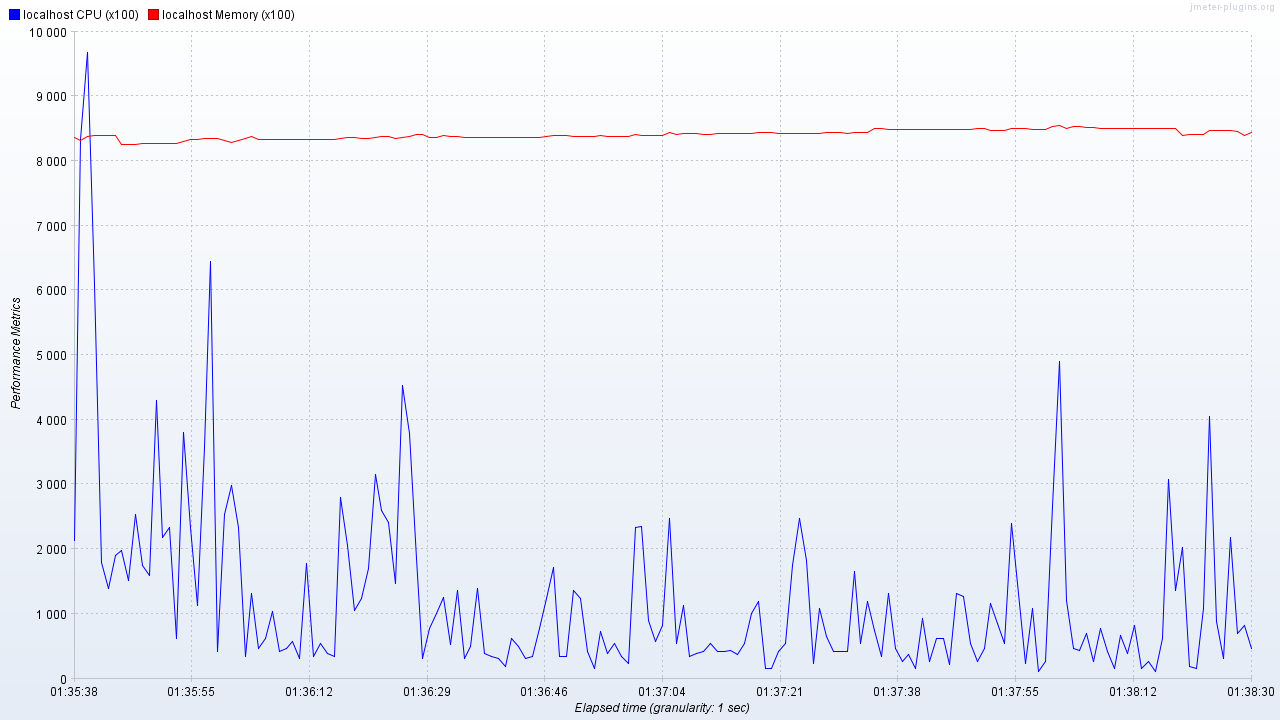 localhost CPU (x100) localhost Memory (x100)
jmeter-plugins.org
10 000
9 000
8 000
7 000
6 000
5 000
4 000
3 000
2 000
1 000
0
Performance Metrics
01:35:38 01:35:55 01:36:12 01:36:29 01:36:46 01:37:04 01:37:21 01:37:38 01:37:55 01:38:12 01:38:30
Elapsed time (granularity: 1 sec)